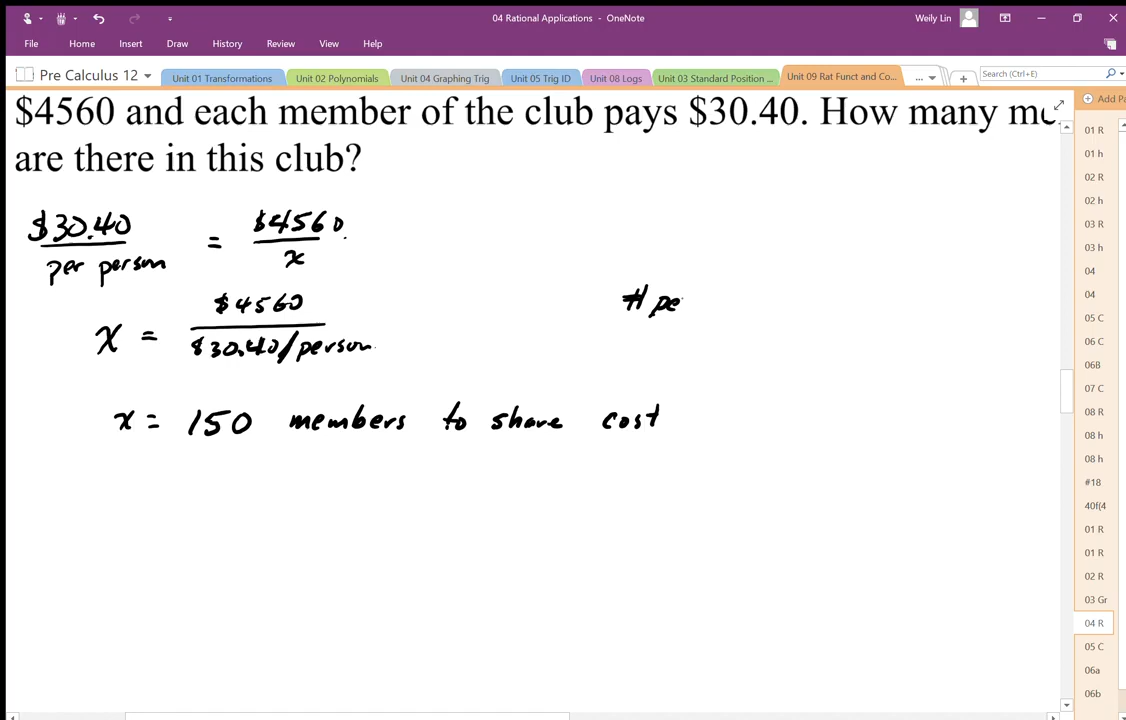 04 Rational Applications - OneNote
Weily Lin
File Home Insert Draw History Review View Help
Pre Calculus 12
Unit 01 Transformations
Unit 02 Polynomials
Unit 04 Graphing Trig
Unit 05 Trig ID
Unit 08 Logs
Unit 03 Standard Position ...
Unit 09 Rat Funct and Co...
...
Search (Ctrl+E)
$4560 and each member of the club pays $30.40. How many
are there in this club?
$30.40 / per person = $4560 / x
x = $4560 / $30.40/person
# pe
x = 150 members to share cost
Add Pa
01 R
01 h
02 R
02 h
03 R
03 h
04
04
05 C
06 C
06B
07 C
08 R
08 h
08 h
#18
40f(4
01 R
01 R
02 R
03 Gr
04 R
05 C
06a
06b